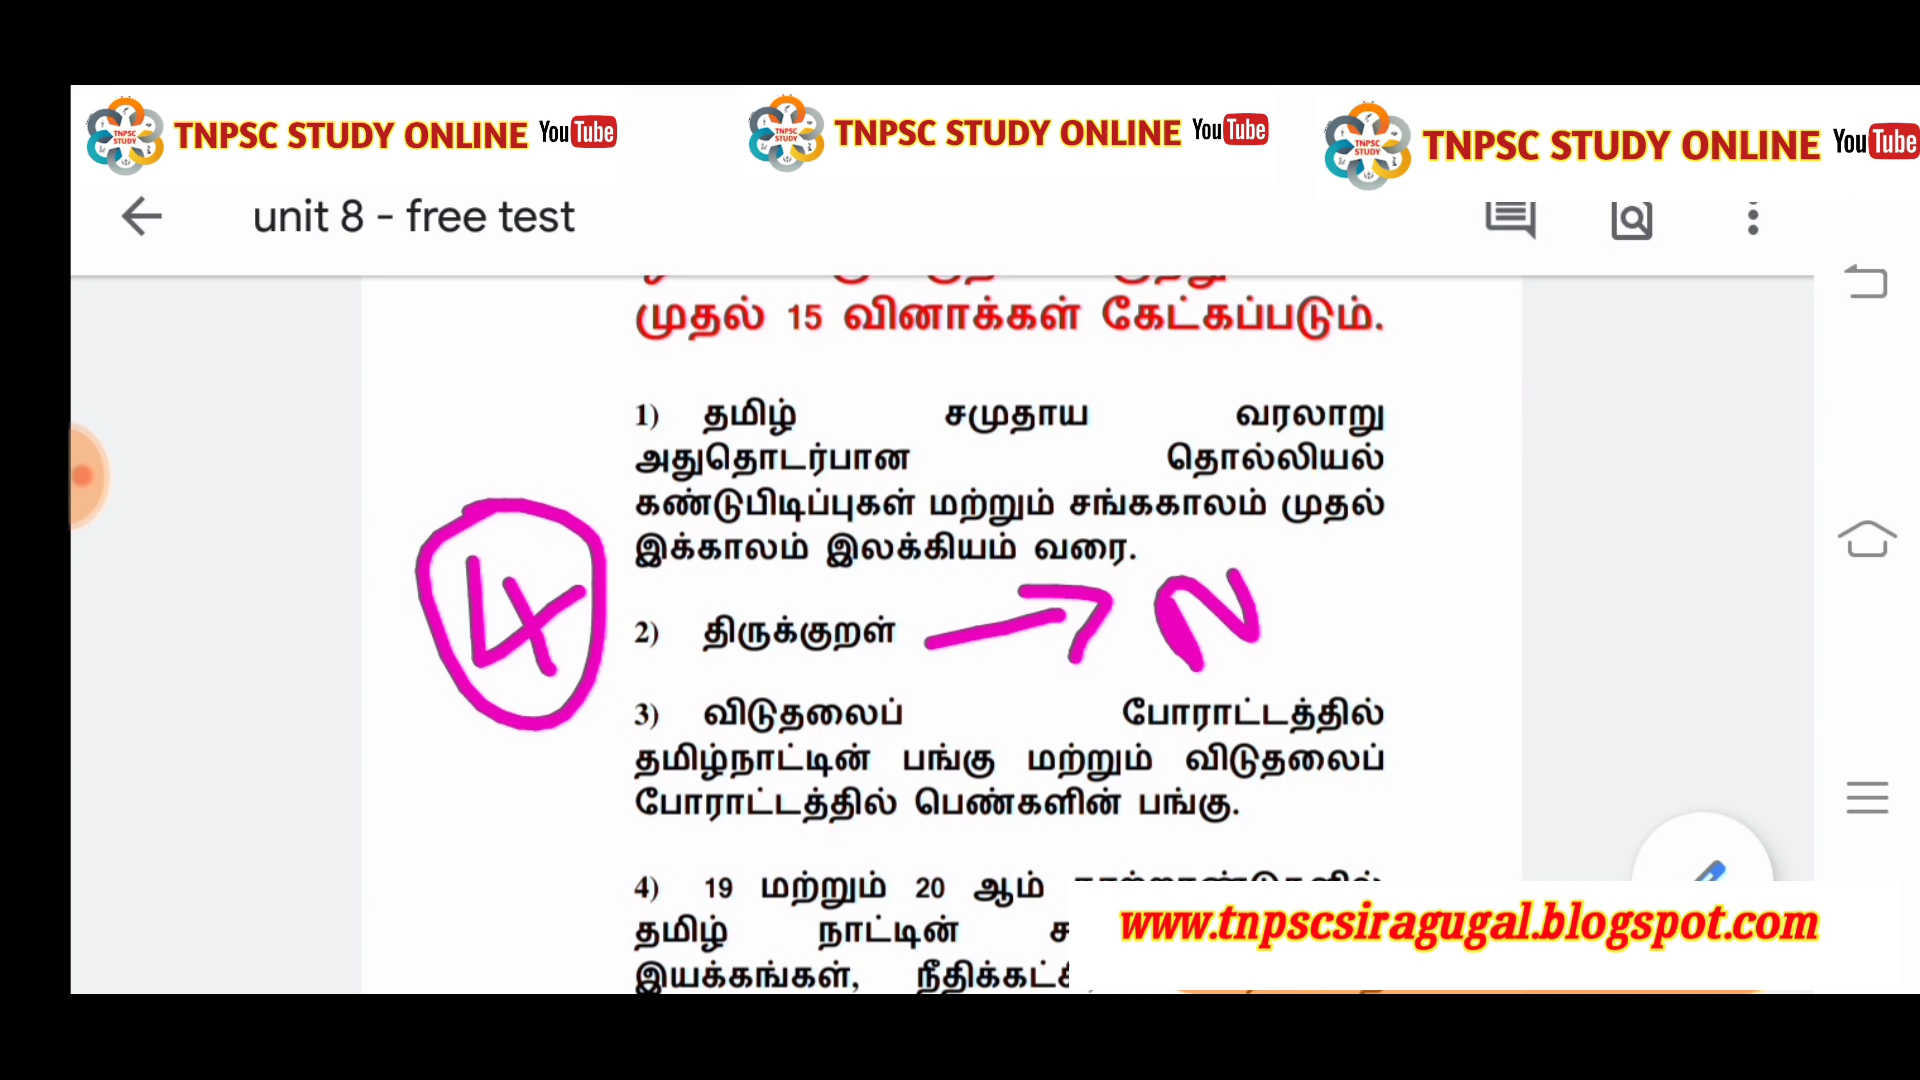 TNPSC STUDY ONLINE YouTube
TNPSC STUDY ONLINE YouTube
TNPSC STUDY ONLINE YouTube
unit 8 - free test
முதல் 15 வினாக்கள் கேட்கப்படும்.
1) தமிழ் சமுதாய வரலாறு
அதுதொடர்பான தொல்லியல்
கண்டுபிடிப்புகள் மற்றும் சங்ககாலம் முதல்
இக்காலம் இலக்கியம் வரை.
4
2) திருக்குறள் → N
3) விடுதலைப் போராட்டத்தில்
தமிழ்நாட்டின் பங்கு மற்றும் விடுதலைப்
போராட்டத்தில் பெண்களின் பங்கு.
4) 19 மற்றும் 20 ஆம்
தமிழ் நாட்டின்
இயக்கங்கள்,
www.tnpscsiragugal.blogspot.com